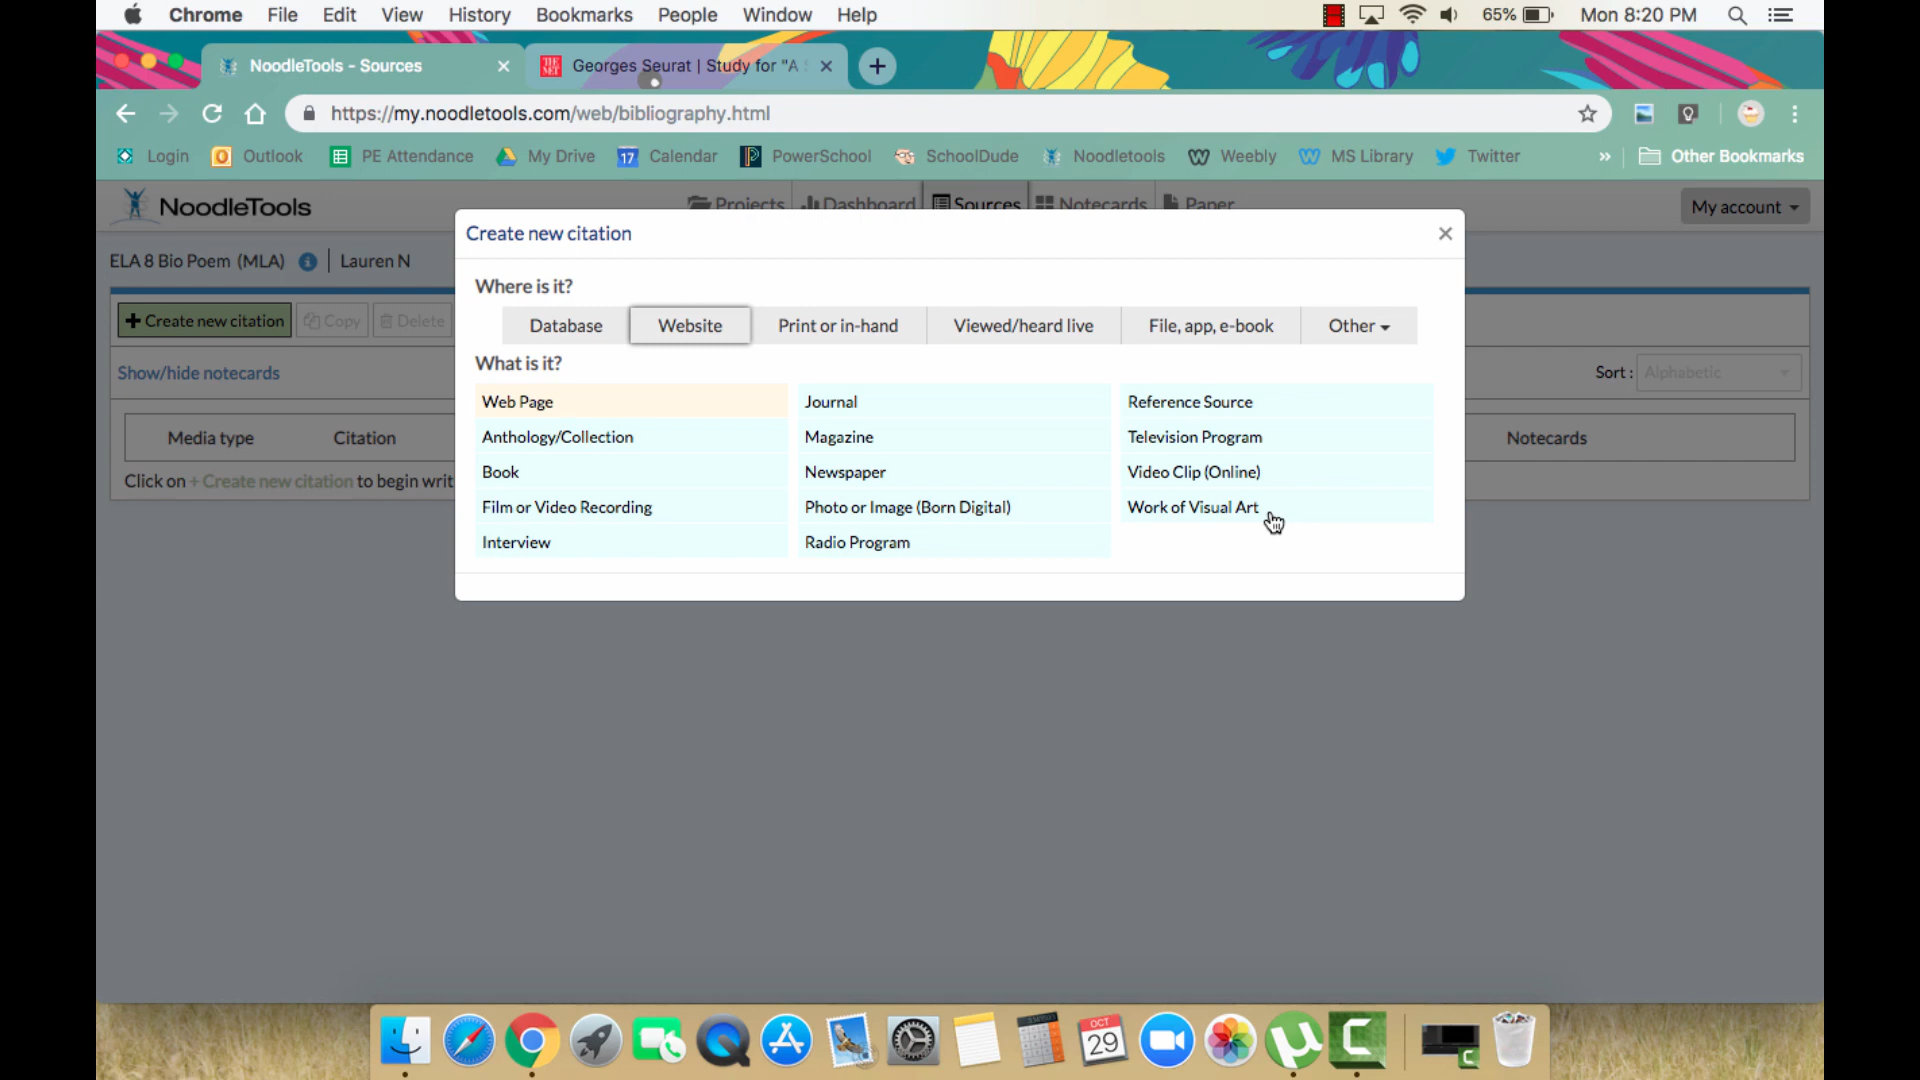 Chrome File Edit View History Bookmarks People Window Help 65% Mon 8:20 PM
NoodleTools - Sources Georges Seurat | Study for "A S
https://my.noodletools.com/web/bibliography.html
Login Outlook PE Attendance My Drive 17 Calendar PowerSchool SchoolDude Noodletools Weebly MS Library Twitter » Other Bookmarks
NoodleTools Projects Dashboard Sources Notecards Paper My account
Create new citation
ELA 8 Bio Poem (MLA) Lauren N
Where is it?
+ Create new citation Copy Delete
Database Website Print or in-hand Viewed/heard live File, app, e-book Other
What is it?
Show/hide notecards Sort : Alphabetic
Web Page Journal Reference Source
Anthology/Collection Magazine Television Program
Media type Citation Notecards
Book Newspaper Video Clip (Online)
Click on + Create new citation to begin writ
Film or Video Recording Photo or Image (Born Digital) Work of Visual Art
Interview Radio Program
OCT
29